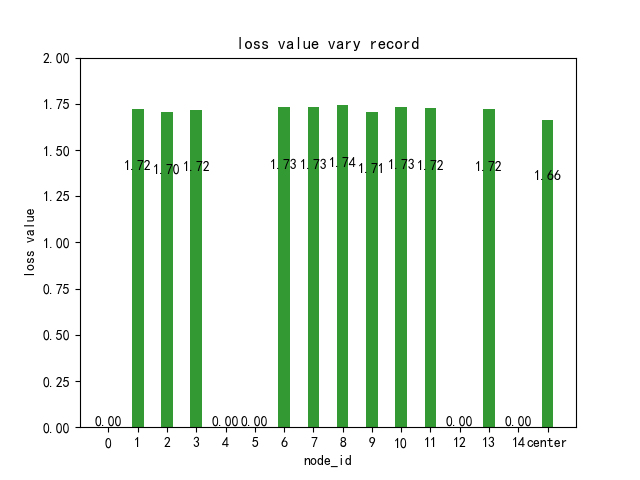 loss value vary record
2.00
1.75
1.50
1.25
1.00
0.75
0.50
0.25
0.00
loss value
0.00 1.72 1.70 1.72 0.00 0.00 1.73 1.73 1.74 1.71 1.73 1.72 0.00 1.72 0.00 1.66
0 1 2 3 4 5 6 7 8 9 10 11 12 13 14 center
node_id